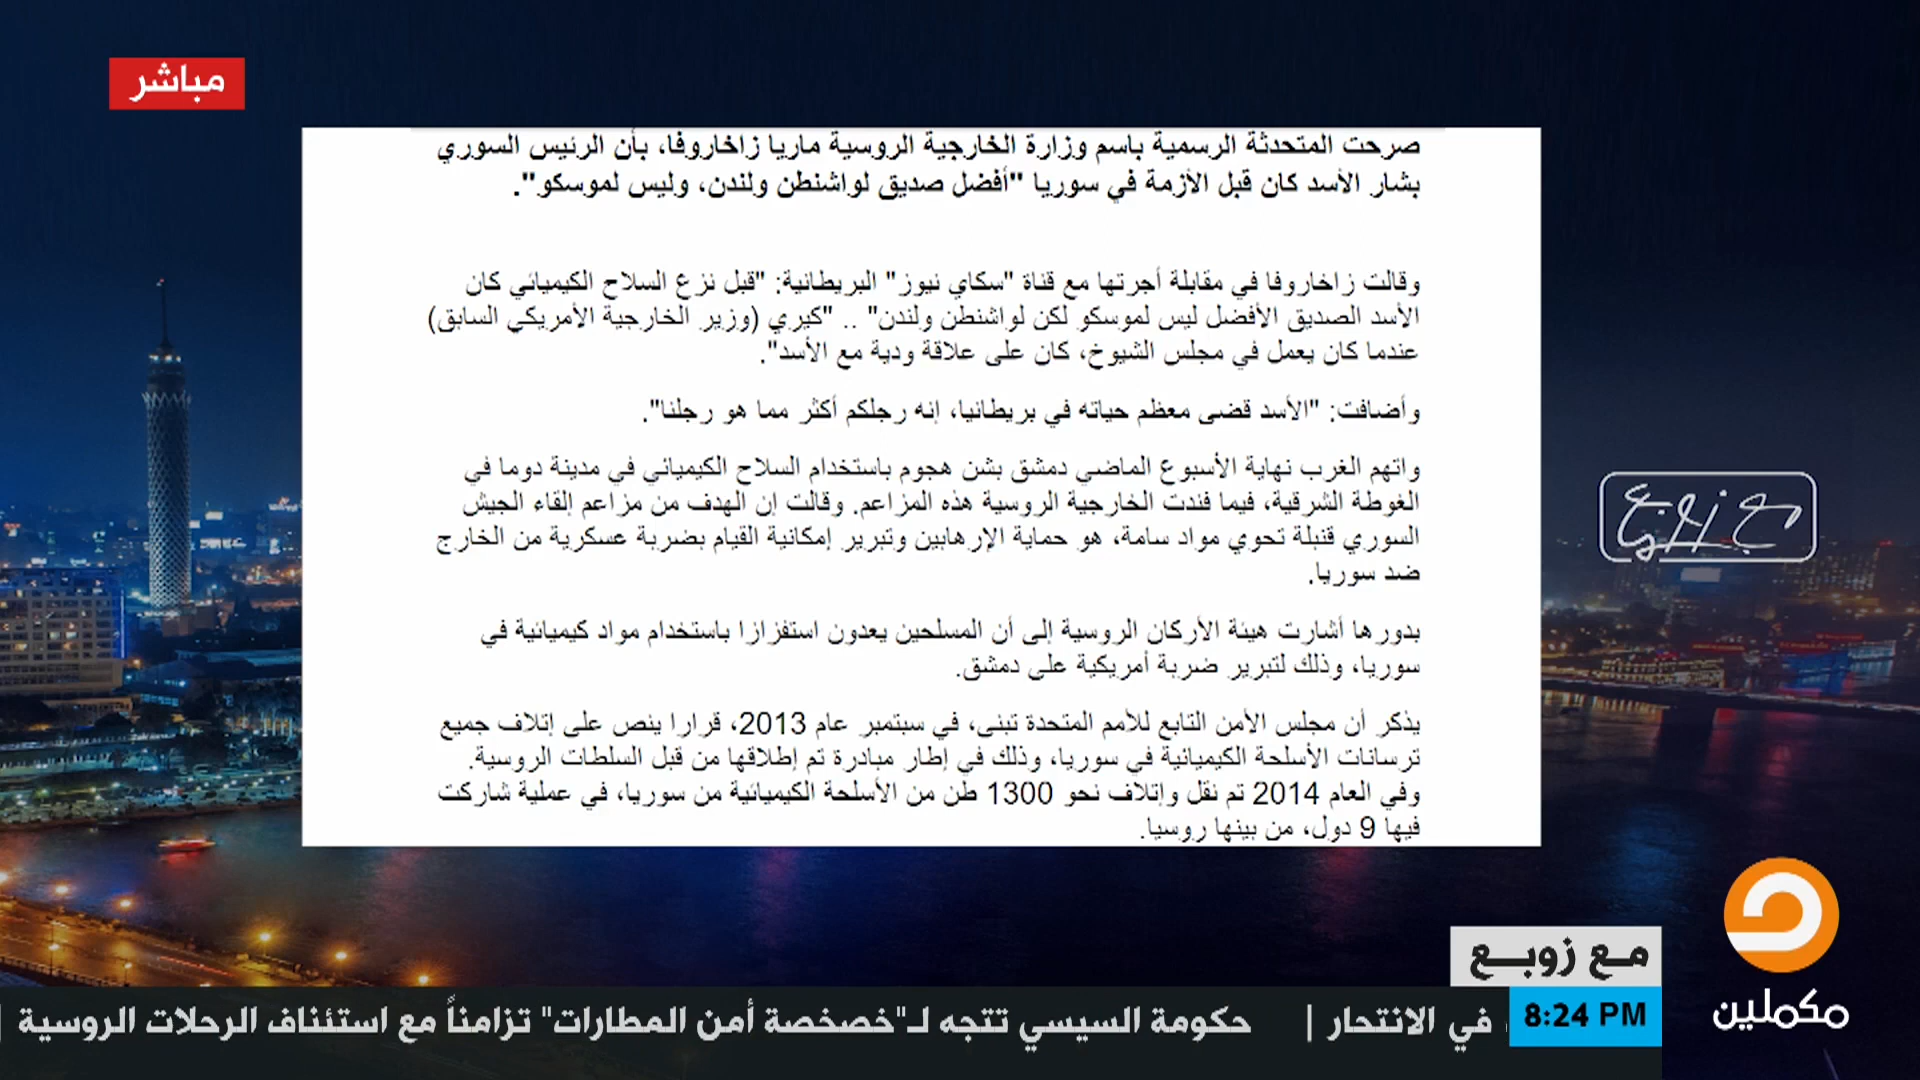 مباشر
صرحت المتحدثة الرسمية باسم وزارة الخارجية الروسية ماريا زاخاروفا، بأن الرئيس السوري
بشار الأسد كان قبل الأزمة في سوريا "أفضل صديق لواشنطن ولندن، وليس لموسكو".
وقالت زاخاروفا في مقابلة أجرتها مع قناة "سكاي نيوز" البريطانية: "قبل نزع السلاح الكيميائي كان
الأسد الصديق الأفضل ليس لموسكو لكن لواشنطن ولندن" .. "كيري (وزير الخارجية الأمريكي السابق)
عندما كان يعمل في مجلس الشيوخ، كان على علاقة ودية مع الأسد".
وأضافت: "الأسد قضى معظم حياته في بريطانيا، إنه رجلكم أكثر مما هو رجلنا".
واتهم الغرب نهاية الأسبوع الماضي دمشق بشن هجوم باستخدام السلاح الكيميائي في مدينة دوما في
الغوطة الشرقية، فيما فندت الخارجية الروسية هذه المزاعم. وقالت إن الهدف من مزاعم إلقاء الجيش
السوري قنبلة تحوي مواد سامة، هو حماية الإرهابين وتبرير إمكانية القيام بضربة عسكرية من الخارج
ضد سوريا.
بدورها أشارت هيئة الأركان الروسية إلى أن المسلحين يعدون استفزازا باستخدام مواد كيميائية في
سوريا، وذلك لتبرير ضربة أمريكية على دمشق.
يذكر أن مجلس الأمن التابع للأمم المتحدة تبنى، في سبتمبر عام 2013، قرارا ينص على إتلاف جميع
ترسانات الأسلحة الكيميائية في سوريا، وذلك في إطار مبادرة تم إطلاقها من قبل السلطات الروسية.
وفي العام 2014 تم نقل وإتلاف نحو 1300 طن من الأسلحة الكيميائية من سوريا، في عملية شاركت
فيها 9 دول، من بينها روسيا.
مع زوبع
مع زوبع
مكملين
8:24 PM
في الانتحار | حكومة السيسي تتجه لـ"خصخصة أمن المطارات" تزامناً مع استئناف الرحلات الروسية |